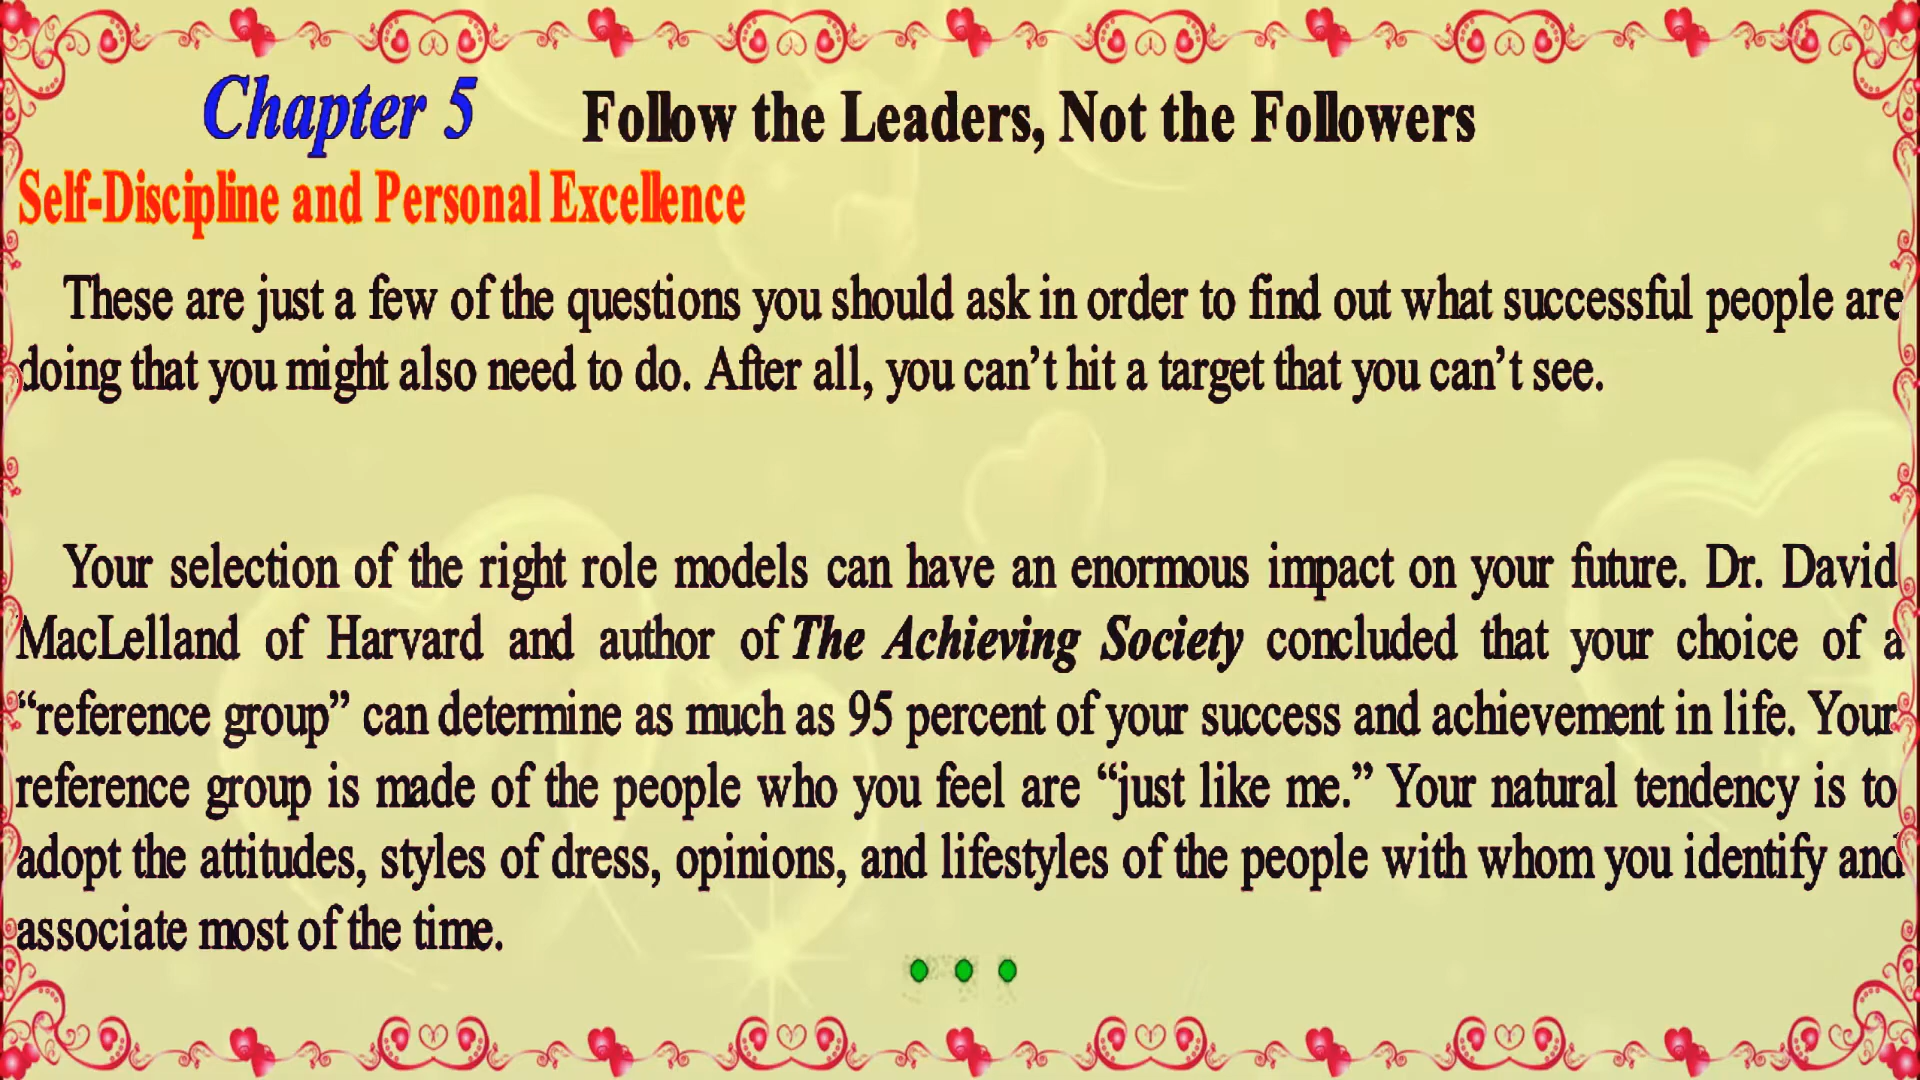 Chapter 5 Follow the Leaders, Not the Followers
Self-Discipline and Personal Excellence
These are just a few of the questions you should ask in order to find out what successful people are
doing that you might also need to do. After all, you can’t hit a target that you can’t see.
Your selection of the right role models can have an enormous impact on your future. Dr. David
MacLelland of Harvard and author of The Achieving Society concluded that your choice of a
“reference group” can determine as much as 95 percent of your success and achievement in life. Your
reference group is made of the people who you feel are “just like me.” Your natural tendency is to
adopt the attitudes, styles of dress, opinions, and lifestyles of the people with whom you identify and
associate most of the time.